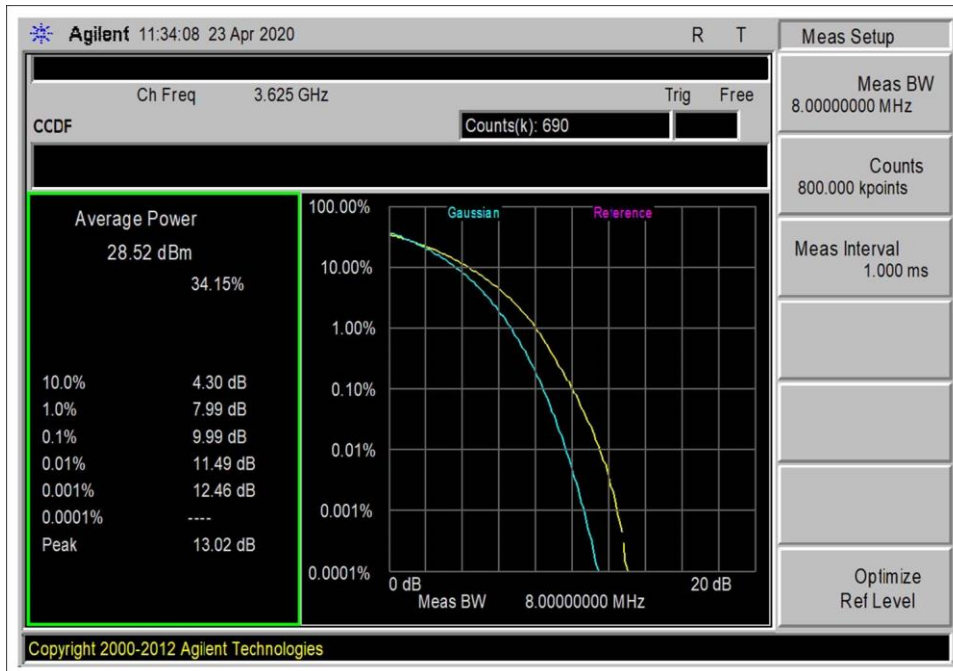 Agilent 11:34:08 23 Apr 2020 R T
Meas Setup
Ch Freq 3.625 GHz Trig Free
CCDF Counts(k): 690
Average Power
28.52 dBm
34.15%
10.0% 4.30 dB
1.0% 7.99 dB
0.1% 9.99 dB
0.01% 11.49 dB
0.001% 12.46 dB
0.0001% ----
Peak 13.02 dB
Gaussian Reference
100.00%
10.00%
1.00%
0.10%
0.01%
0.001%
0.0001%
0 dB 20 dB
Meas BW 8.00000000 MHz
Meas BW
8.00000000 MHz
Counts
800.000 kpoints
Meas Interval
1.000 ms
Optimize
Ref Level
Copyright 2000-2012 Agilent Technologies